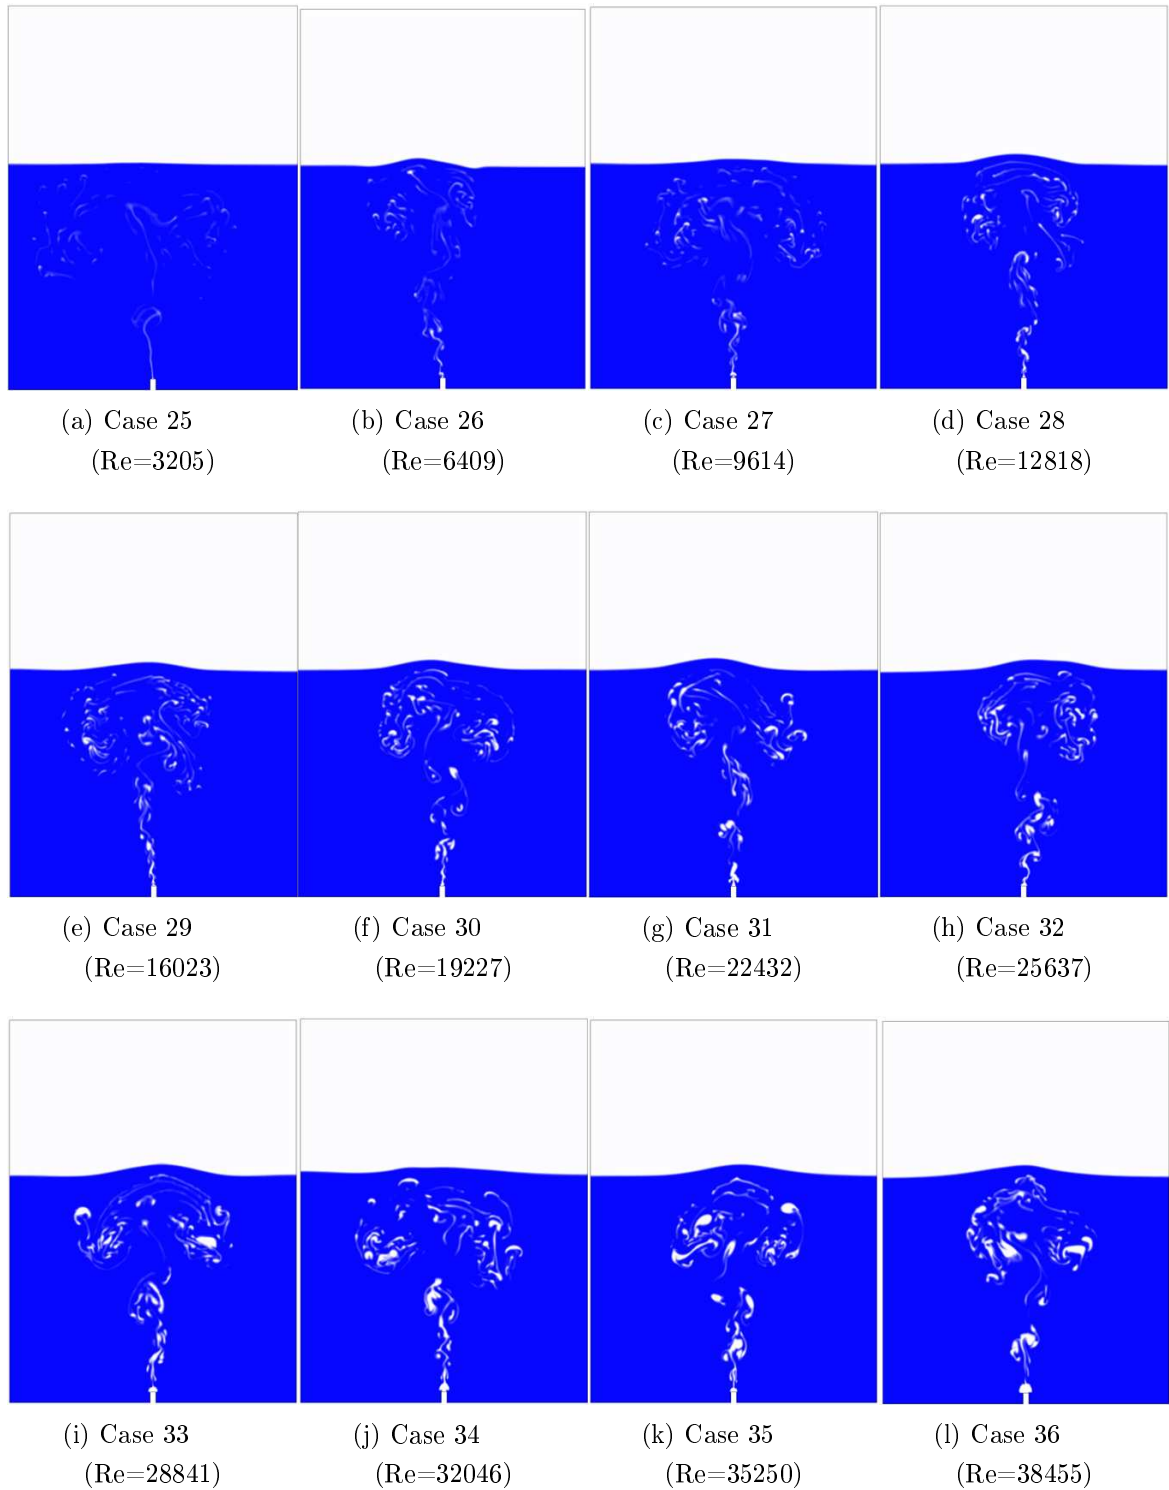 (a) Case 25
(Re=3205)
(b) Case 26
(Re=6409)
(c) Case 27
(Re=9614)
(d) Case 28
(Re=12818)
(e) Case 29
(Re=16023)
(f) Case 30
(Re=19227)
(g) Case 31
(Re=22432)
(h) Case 32
(Re=25637)
(i) Case 33
(Re=28841)
(j) Case 34
(Re=32046)
(k) Case 35
(Re=35250)
(l) Case 36
(Re=38455)